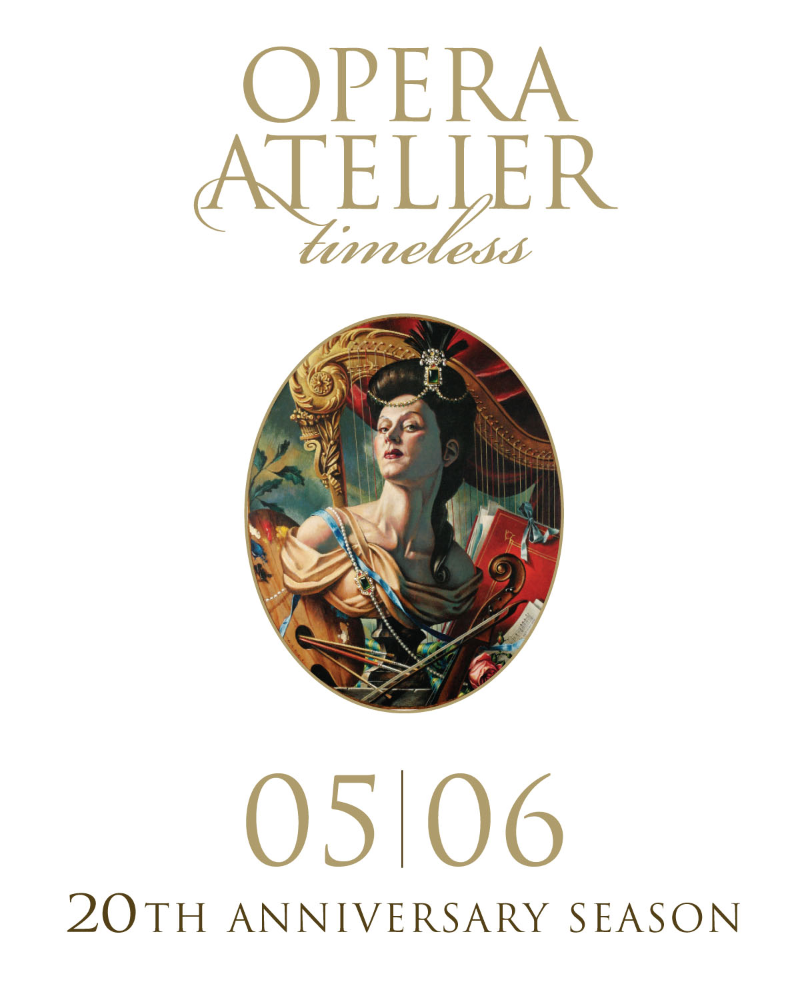 OPERA
ATELIER
timeless
05|06
20TH ANNIVERSARY SEASON